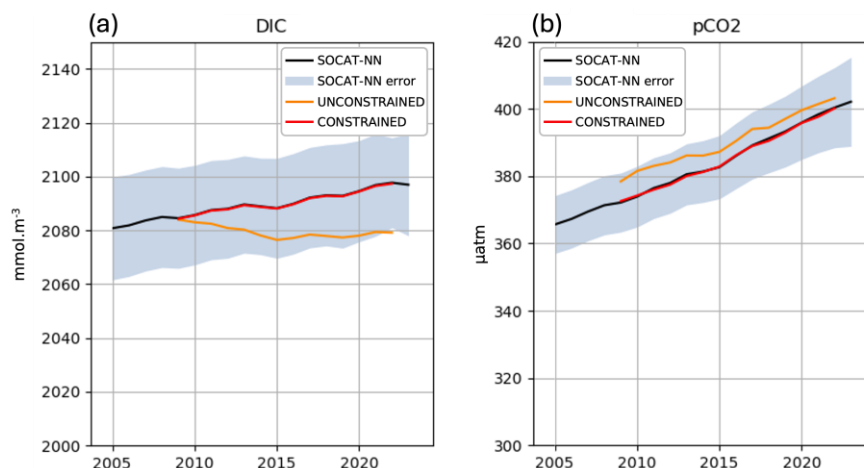 (a)
DIC
SOCAT-NN
SOCAT-NN error
UNCONSTRAINED
CONSTRAINED
mmol.m⁻³
2140
2120
2100
2080
2060
2040
2020
2000
2005
2010
2015
2020
(b)
pCO2
SOCAT-NN
SOCAT-NN error
UNCONSTRAINED
CONSTRAINED
µatm
420
400
380
360
340
320
300
2005
2010
2015
2020